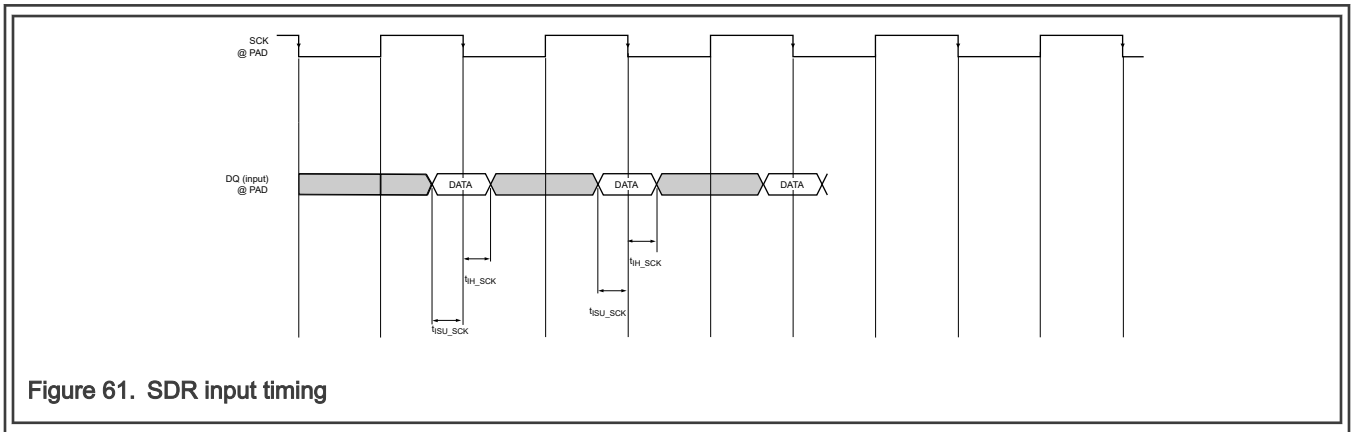 SCK
@ PAD
DQ (input)
@ PAD
DATA
DATA
DATA
tIH_SCK
tIH_SCK
tISU_SCK
tISU_SCK
Figure 61. SDR input timing